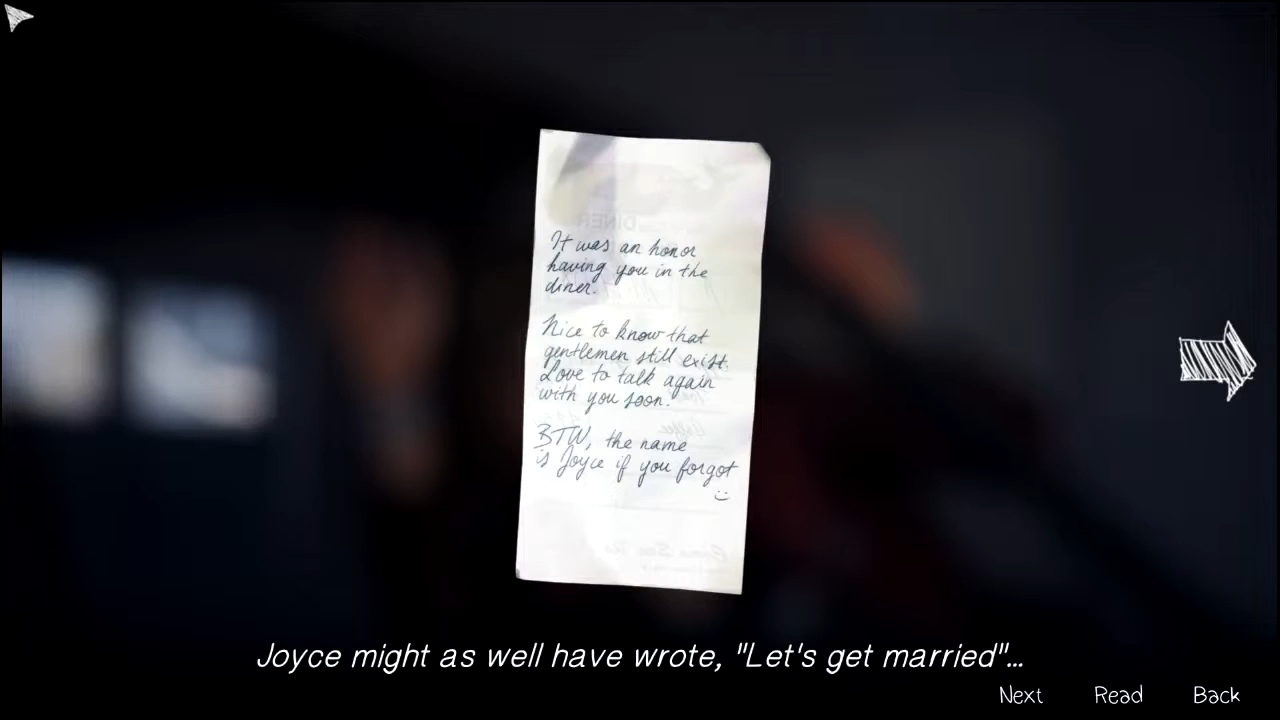 DINER
It was an honor
having you in the
diner.
Nice to know that
gentlemen still exist.
Love to talk again
with you soon.
BTW, the name
is Joyce if you forgot
Joyce might as well have wrote, "Let's get married"...
Next Read Back